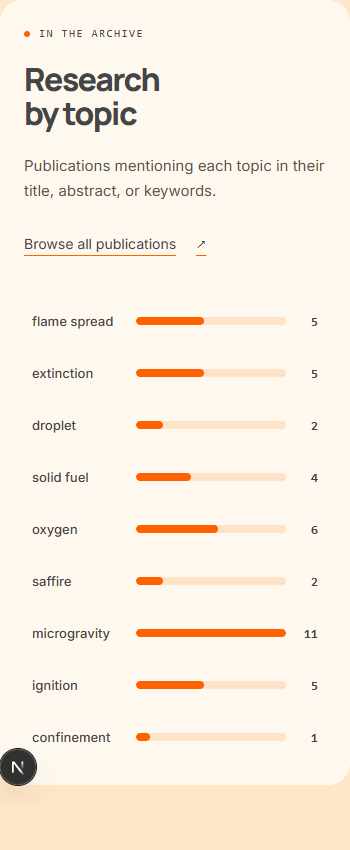 IN THE ARCHIVE
Research
by topic
Publications mentioning each topic in their
title, abstract, or keywords.
Browse all publications ↗
flame spread 5
extinction 5
droplet 2
solid fuel 4
oxygen 6
saffire 2
microgravity 11
ignition 5
confinement 1
N